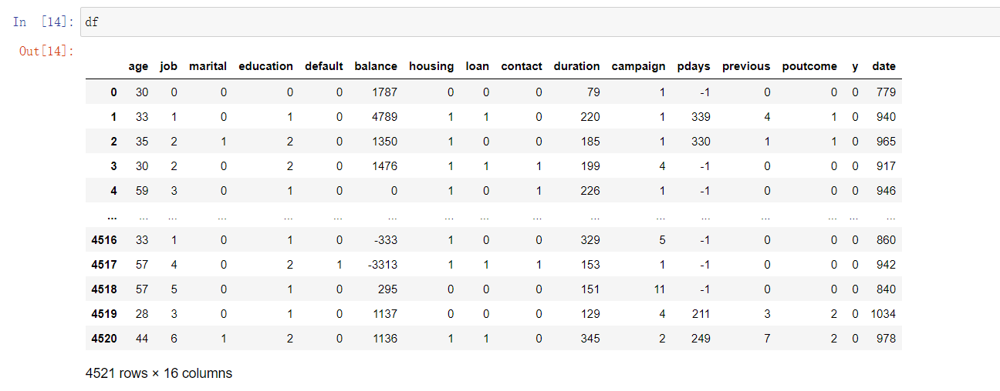 In [14]: df
Out[14]:
age job marital education default balance housing loan contact duration campaign pdays previous poutcome y date
0 30 0 0 0 0 1787 0 0 0 79 1 -1 0 0 0 779
1 33 1 0 1 0 4789 1 1 0 220 1 339 4 1 0 940
2 35 2 1 2 0 1350 1 0 0 185 1 330 1 1 0 965
3 30 2 0 2 0 1476 1 1 1 199 4 -1 0 0 0 917
4 59 3 0 1 0 0 1 0 1 226 1 -1 0 0 0 946
... ... ... ... ... ... ... ... ... ... ... ... ... ... ... ... ...
4516 33 1 0 1 0 -333 1 0 0 329 5 -1 0 0 0 860
4517 57 4 0 2 1 -3313 1 1 1 153 1 -1 0 0 0 942
4518 57 5 0 1 0 295 0 0 0 151 11 -1 0 0 0 840
4519 28 3 0 1 0 1137 0 0 0 129 4 211 3 2 0 1034
4520 44 6 1 2 0 1136 1 1 0 345 2 249 7 2 0 978
4521 rows × 16 columns